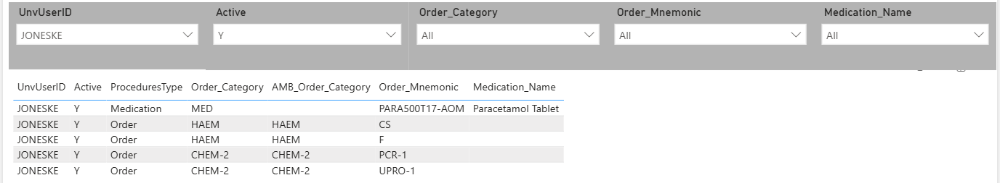 UnvUserID Active Order_Category Order_Mnemonic Medication_Name
JONESKE Y All All All
UnvUserID Active ProceduresType Order_Category AMB_Order_Category Order_Mnemonic Medication_Name
JONESKE Y Medication MED PARA500T17-AOM Paracetamol Tablet
JONESKE Y Order HAEM HAEM CS
JONESKE Y Order HAEM HAEM F
JONESKE Y Order CHEM-2 CHEM-2 PCR-1
JONESKE Y Order CHEM-2 CHEM-2 UPRO-1